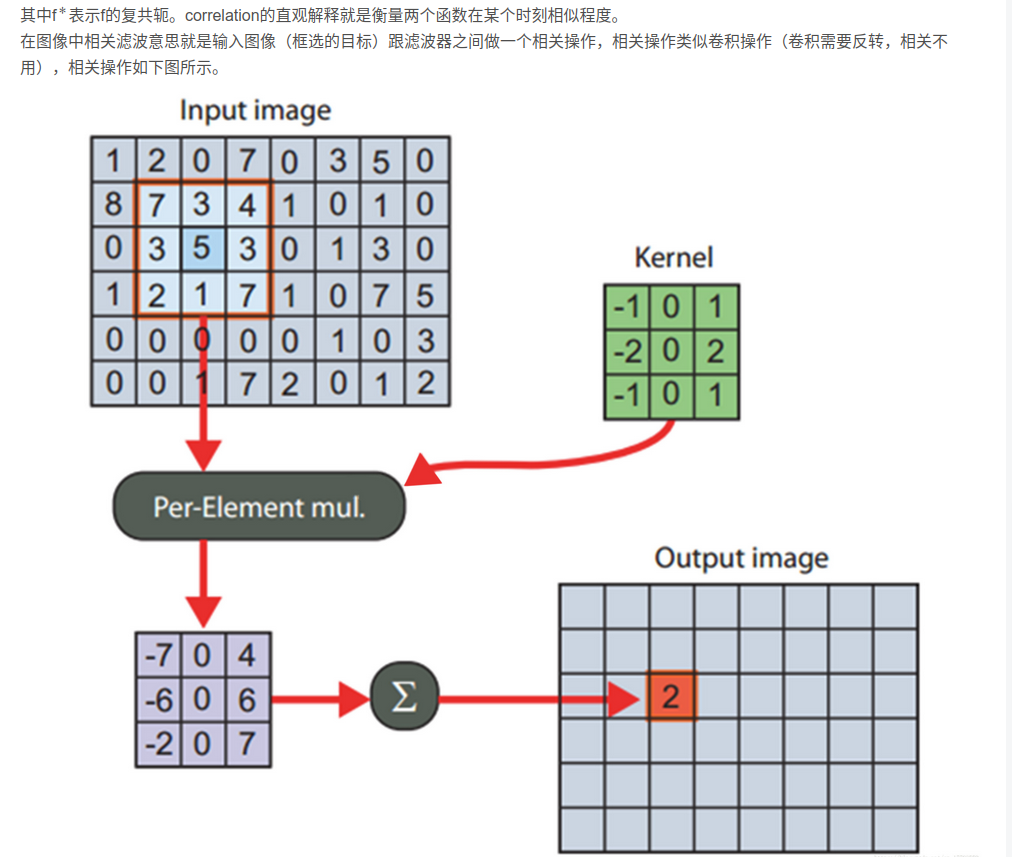 其中f*表示f的复共轭。correlation的直观解释就是衡量两个函数在某个时刻相似程度。
在图像中相关滤波意思就是输入图像（框选的目标）跟滤波器之间做一个相关操作，相关操作类似卷积操作（卷积需要反转，相关不
用），相关操作如下图所示。
Input image
1 2 0 7 0 3 5 0
8 7 3 4 1 0 1 0
0 3 5 3 0 1 3 0
1 2 1 7 1 0 7 5
0 0 0 0 0 1 0 3
0 0 1 7 2 0 1 2
Kernel
-1 0 1
-2 0 2
-1 0 1
Per-Element mul.
Output image
-7 0 4
-6 0 6
-2 0 7
Σ
2